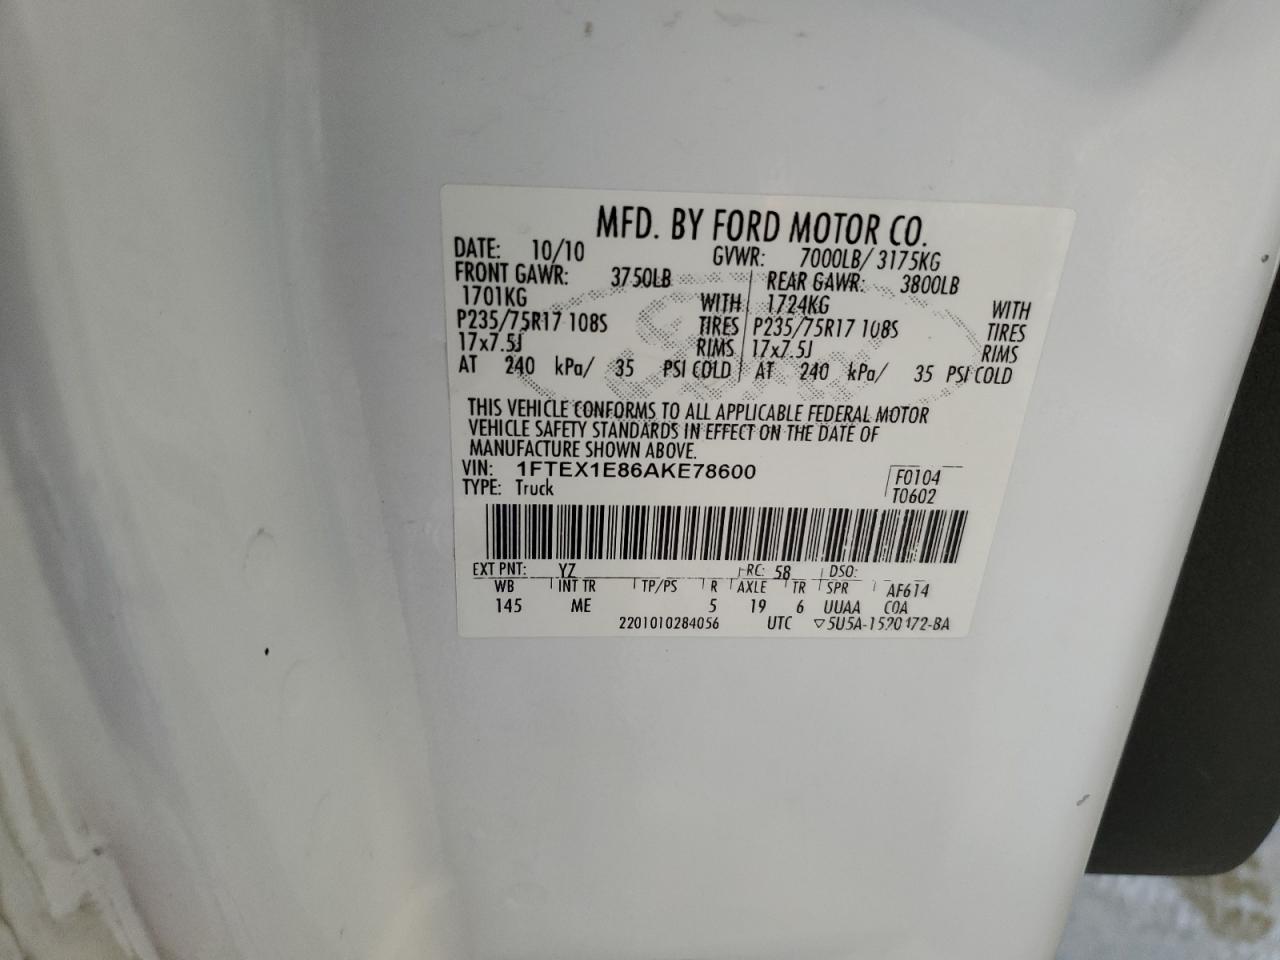 MFD. BY FORD MOTOR CO.
DATE: 10/10 GVWR: 7000LB/ 3175KG
FRONT GAWR: 3750LB REAR GAWR: 3800LB
1701KG WITH 1724KG WITH
P235/75R17 108S TIRES P235/75R17 108S TIRES
17x7.5J RIMS 17x7.5J RIMS
AT 240 kPa/ 35 PSI COLD AT 240 kPa/ 35 PSI COLD
THIS VEHICLE CONFORMS TO ALL APPLICABLE FEDERAL MOTOR
VEHICLE SAFETY STANDARDS IN EFFECT ON THE DATE OF
MANUFACTURE SHOWN ABOVE.
VIN: 1FTEX1E86AKE78600 F0104
TYPE: Truck T0602
EXT PNT: YZ RC: 58 DSO:
WB INT TR TP/PS R AXLE TR SPR AF614
145 ME 5 19 6 UUAA COA
2201010284056 UTC ▽5U5A-1520472-BA